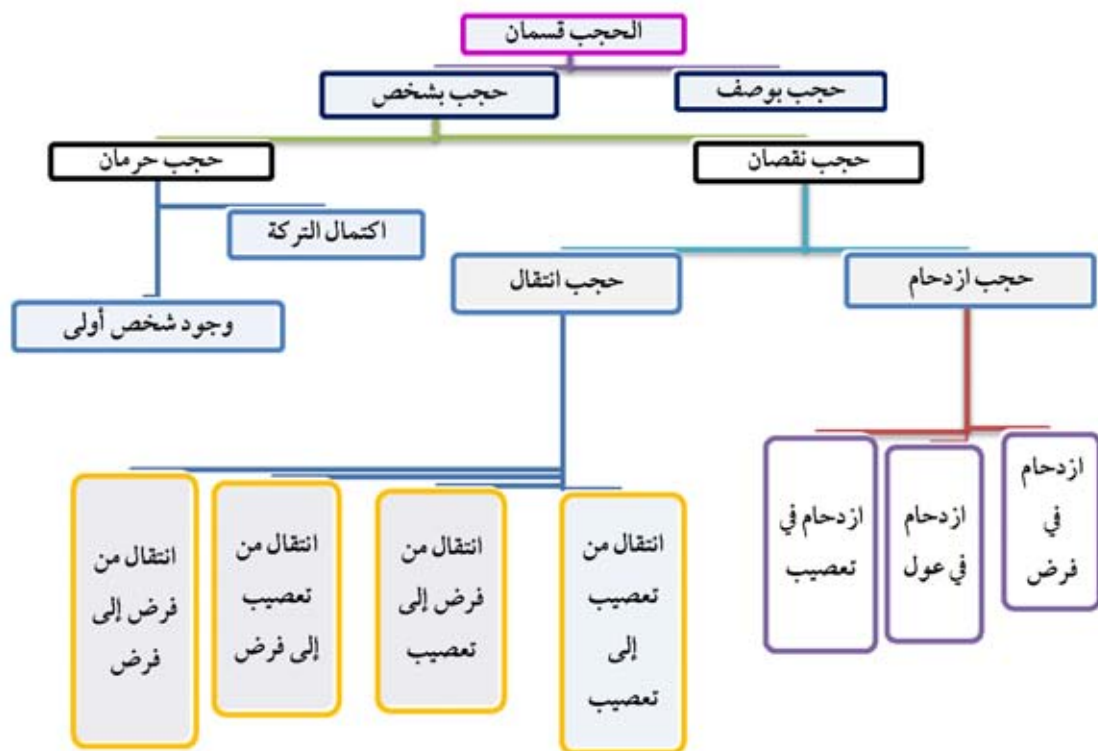 الحجب قسمان
حجب بوصف
حجب بشخص
حجب نقصان
حجب حرمان
اكتمال التركة
وجود شخص أولى
حجب ازدحام
حجب انتقال
ازدحام
في
فرض
ازدحام
في عول
ازدحام في
تعصيب
انتقال من
تعصيب
إلى
تعصيب
انتقال من
فرض إلى
تعصيب
انتقال من
تعصيب
إلى فرض
انتقال من
فرض إلى
فرض